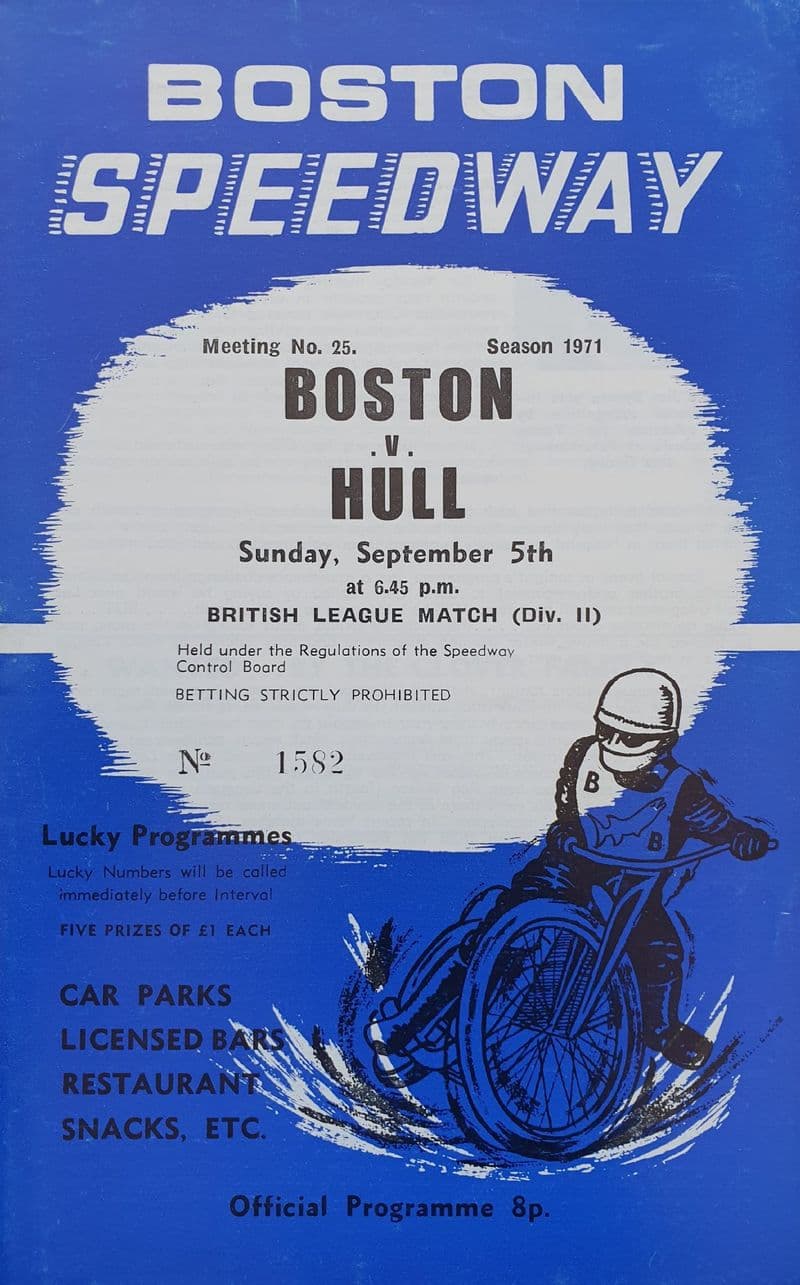 BOSTON
SPEEDWAY
Meeting No. 25. Season 1971
BOSTON
.V.
HULL
Sunday, September 5th
at 6.45 p.m.
BRITISH LEAGUE MATCH (Div. II)
Held under the Regulations of the Speedway
Control Board
BETTING STRICTLY PROHIBITED
Nº 1582
B
B
Lucky Programmes
Lucky Numbers will be called
immediately before Interval
FIVE PRIZES OF £1 EACH
CAR PARKS
LICENSED BARS
RESTAURANT
SNACKS, ETC.
Official Programme 8p.